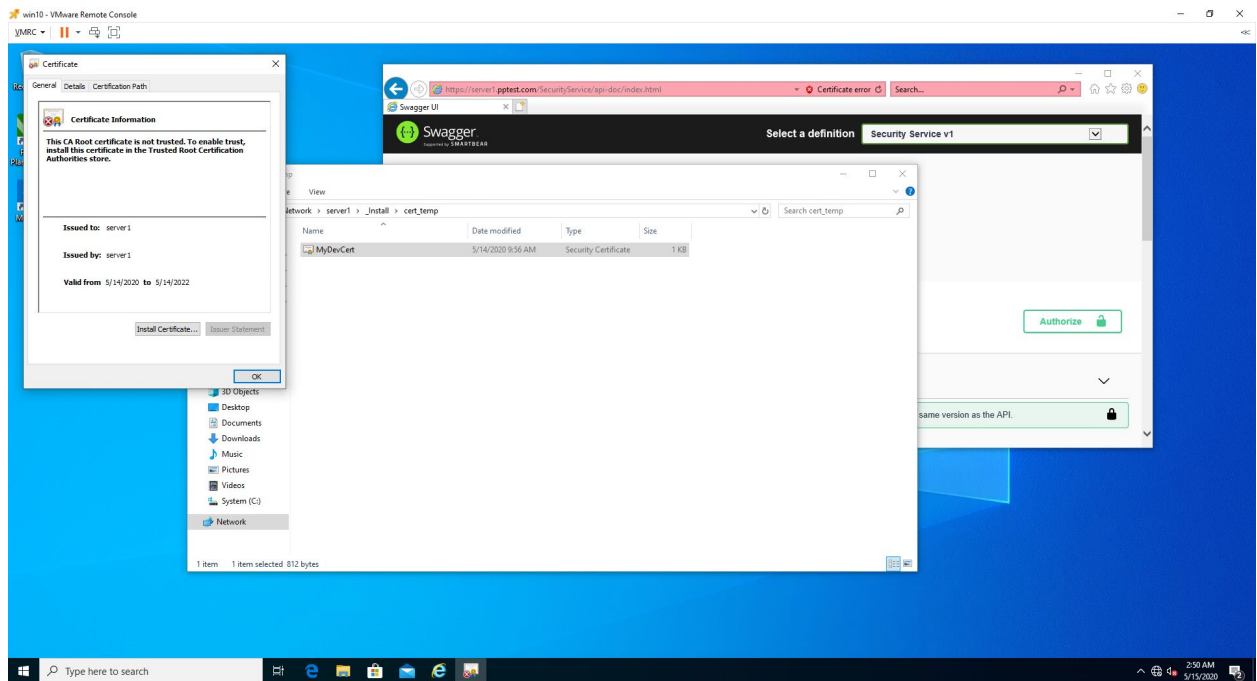 win10 - VMware Remote Console
VMRC
Certificate
General Details Certification Path
Certificate Information
This CA Root certificate is not trusted. To enable trust,
install this certificate in the Trusted Root Certification
Authorities store.
Issued to: server1
Issued by: server1
Valid from 5/14/2020 to 5/14/2022
Install Certificate... Issuer Statement
OK
https://server1.pptest.com/SecurityService/api-doc/index.html
Certificate error
Search...
Swagger UI
Swagger.
Supported by SMARTBEAR
Select a definition
Security Service v1
Authorize
same version as the API.
View
Network > server1 > _Install > cert_temp
Search cert_temp
Name Date modified Type Size
MyDevCert 5/14/2020 9:56 AM Security Certificate 1 KB
3D Objects
Desktop
Documents
Downloads
Music
Pictures
Videos
System (C:)
Network
1 item 1 item selected 812 bytes
Type here to search
2:50 AM
5/15/2020
2